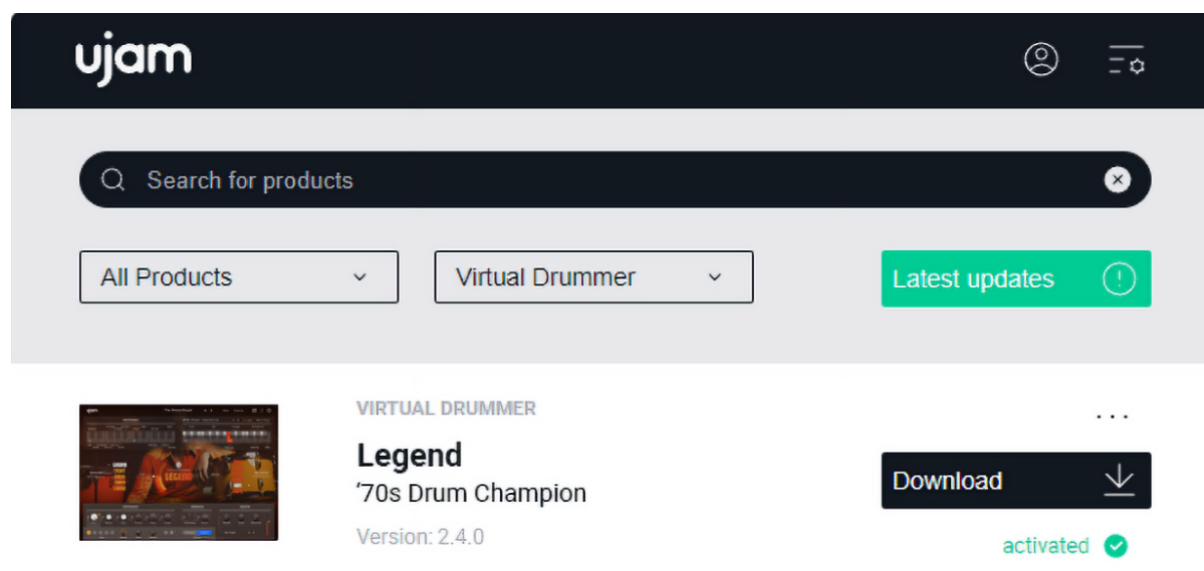 ujam
Search for products
All Products
Virtual Drummer
Latest updates
VIRTUAL DRUMMER
Legend
'70s Drum Champion
Version: 2.4.0
...
Download
activated
LEGEND